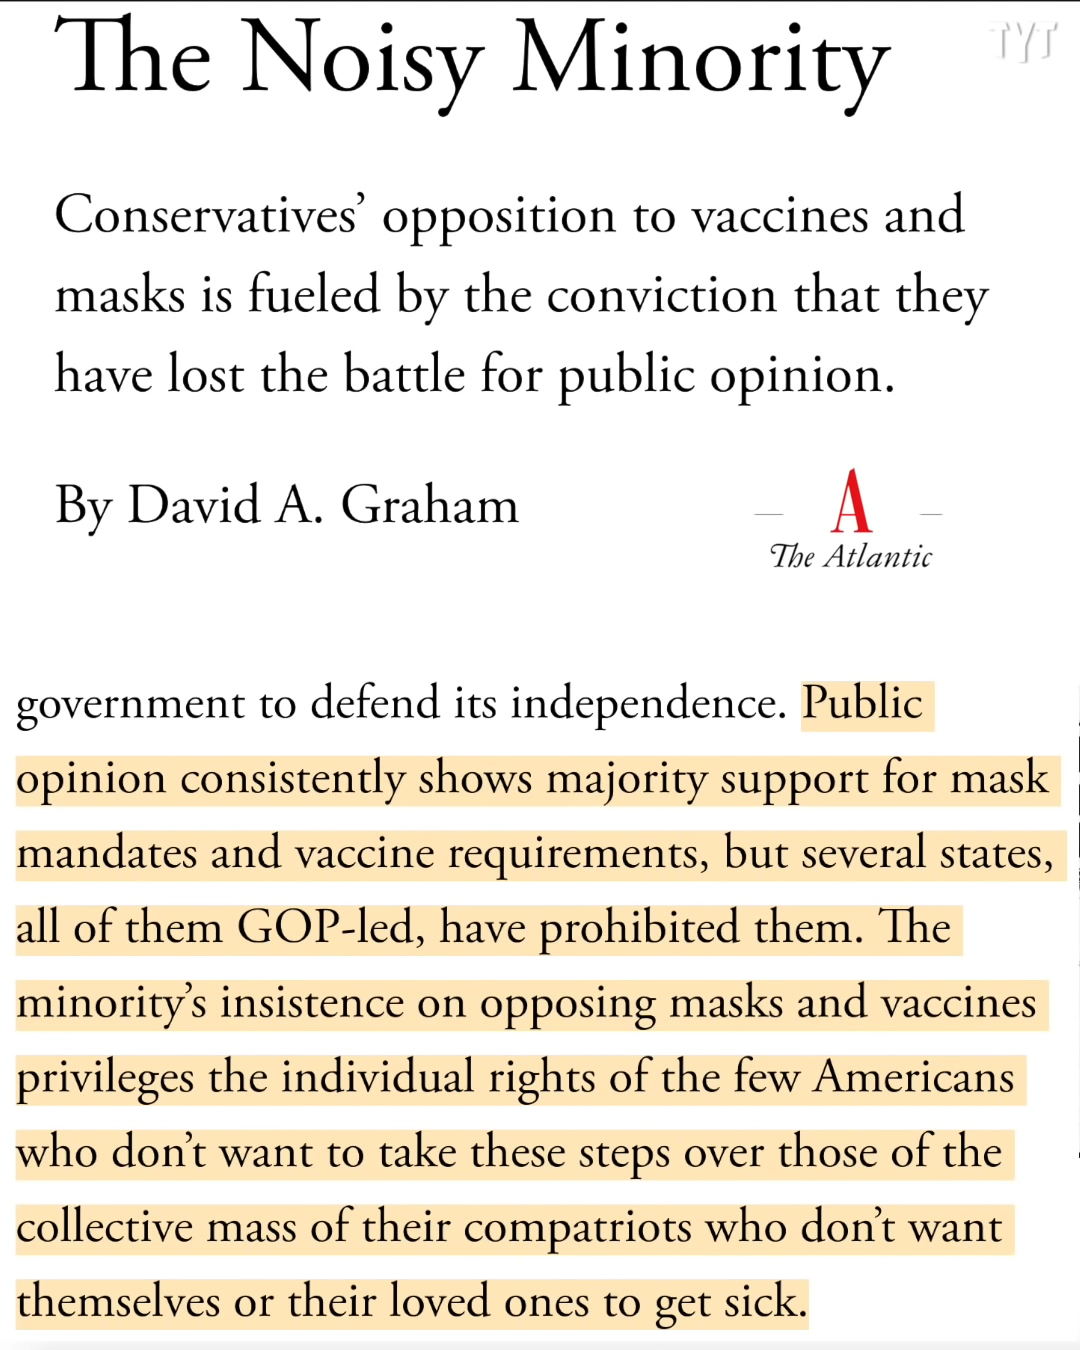 The Noisy Minority
TYT
Conservatives’ opposition to vaccines and
masks is fueled by the conviction that they
have lost the battle for public opinion.
By David A. Graham
A
The Atlantic
government to defend its independence. Public
opinion consistently shows majority support for mask
mandates and vaccine requirements, but several states,
all of them GOP-led, have prohibited them. The
minority’s insistence on opposing masks and vaccines
privileges the individual rights of the few Americans
who don’t want to take these steps over those of the
collective mass of their compatriots who don’t want
themselves or their loved ones to get sick.